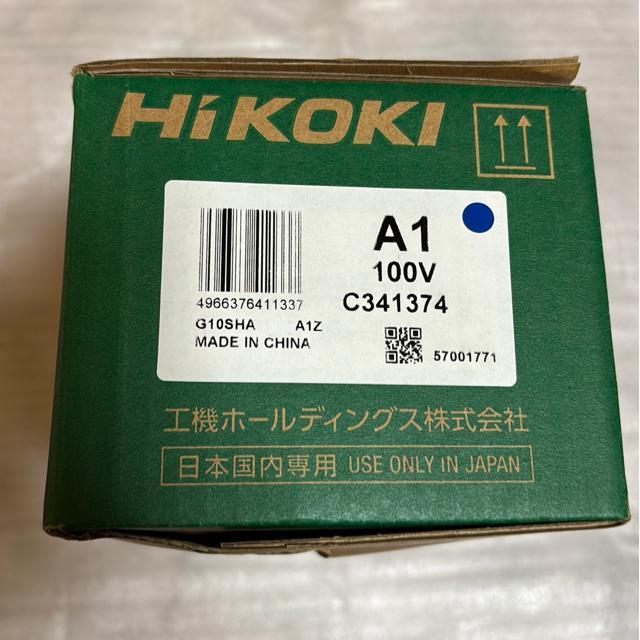 HiKOKI
A1
100V
4966376411337
C341374
G10SHA A1Z
MADE IN CHINA
57001771
工機ホールディングス株式会社
日本国内専用 USE ONLY IN JAPAN